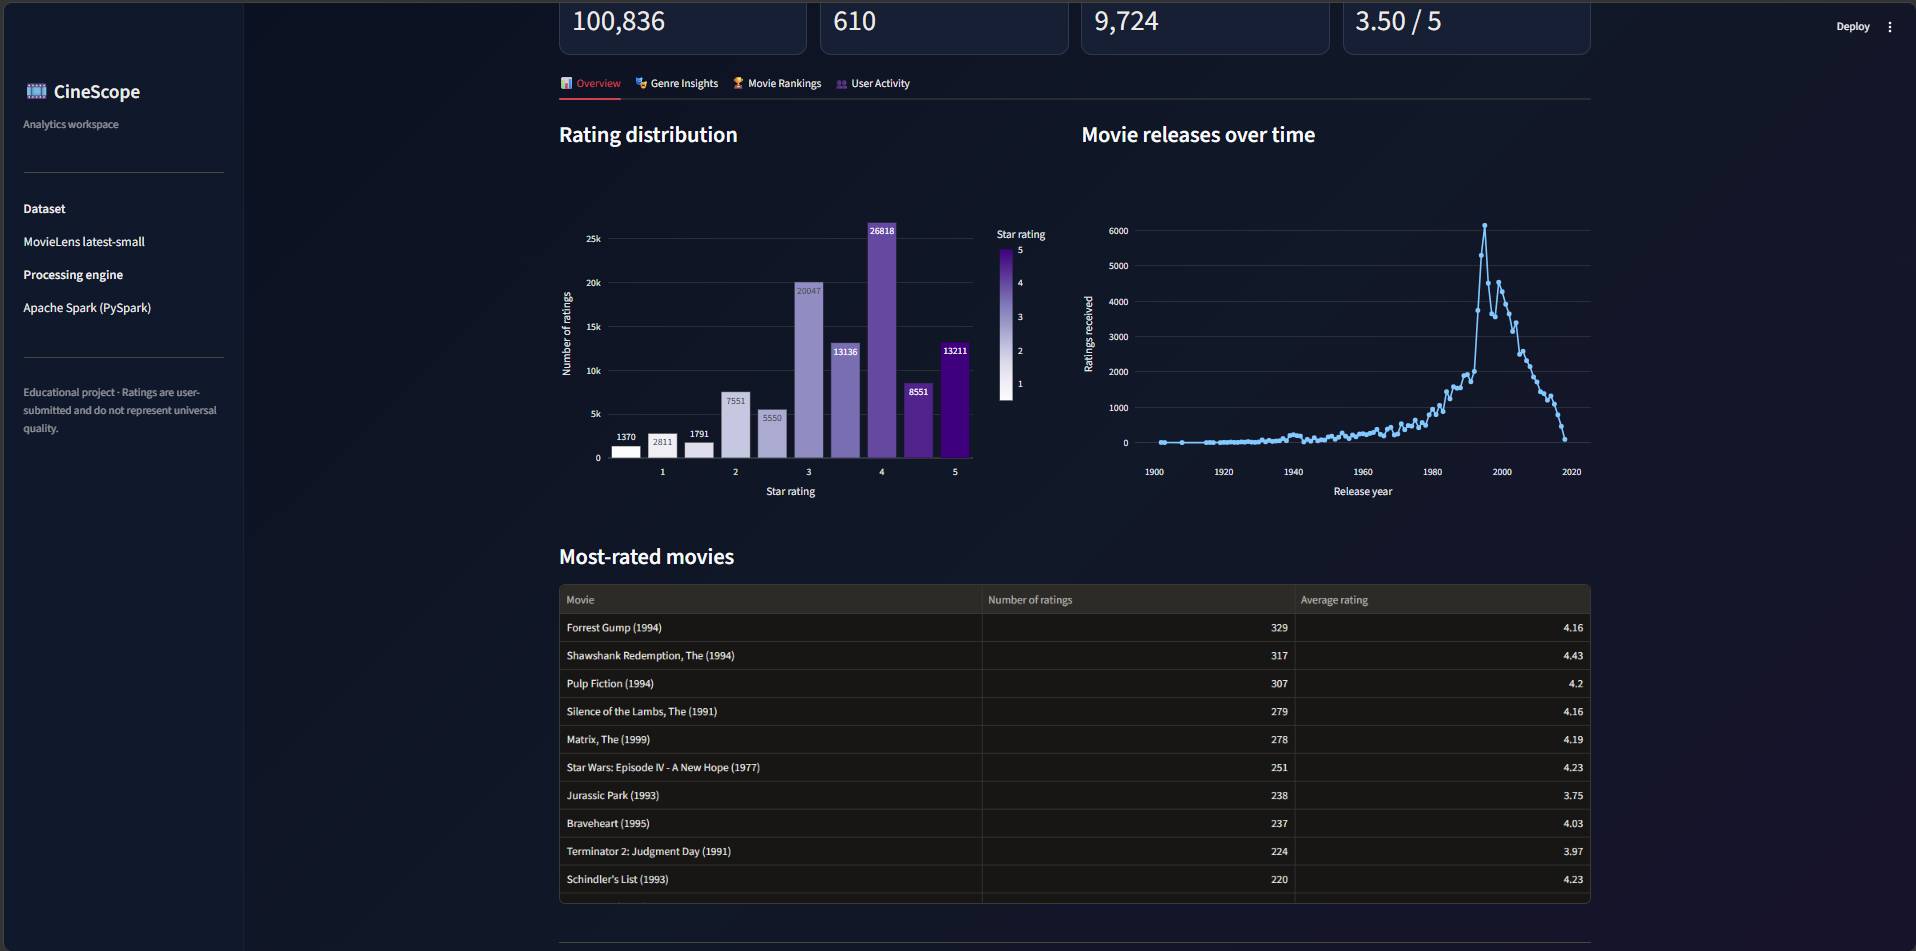 100,836
610
9,724
3.50 / 5
Deploy
CineScope
Analytics workspace
Dataset
MovieLens latest-small
Processing engine
Apache Spark (PySpark)
Educational project · Ratings are user-
submitted and do not represent universal
quality.
Overview
Genre Insights
Movie Rankings
User Activity
Rating distribution
Number of ratings
25k
20k
15k
10k
5k
0
1370
2811
1791
7551
5550
20047
13136
26818
8551
13211
1
2
3
4
5
Star rating
Star rating
5
4
3
2
1
Movie releases over time
Ratings received
6000
5000
4000
3000
2000
1000
0
1900
1920
1940
1960
1980
2000
2020
Release year
Most-rated movies
Movie Number of ratings Average rating
Forrest Gump (1994) 329 4.16
Shawshank Redemption, The (1994) 317 4.43
Pulp Fiction (1994) 307 4.2
Silence of the Lambs, The (1991) 279 4.16
Matrix, The (1999) 278 4.19
Star Wars: Episode IV - A New Hope (1977) 251 4.23
Jurassic Park (1993) 238 3.75
Braveheart (1995) 237 4.03
Terminator 2: Judgment Day (1991) 224 3.97
Schindler's List (1993) 220 4.23